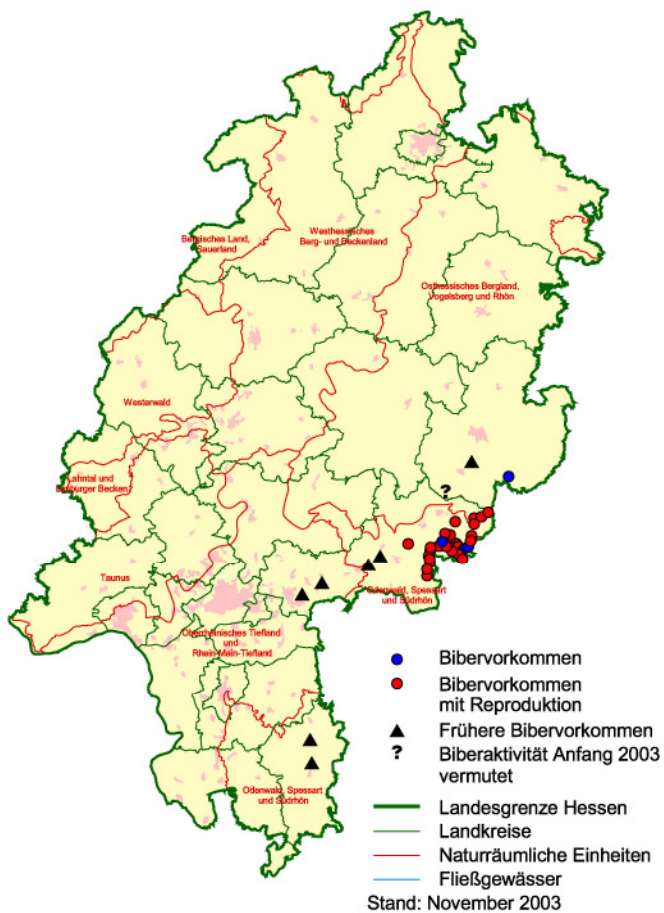 Bergisches Land,
Sauerland
Westhessisches
Berg- und Beckenland
Osthessisches Bergland,
Vogelsberg und Rhön
Westerwald
Lahntal und
Limburger Becken
?
Taunus
Odenwald, Spessart
und Südrhön
Oberrheinisches Tiefland
und
Rhein-Main-Tiefland
Odenwald, Spessart
und Südrhön
Bibervorkommen
Bibervorkommen
mit Reproduktion
Frühere Bibervorkommen
? Biberaktivität Anfang 2003
vermutet
Landesgrenze Hessen
Landkreise
Naturräumliche Einheiten
Fließgewässer
Stand: November 2003